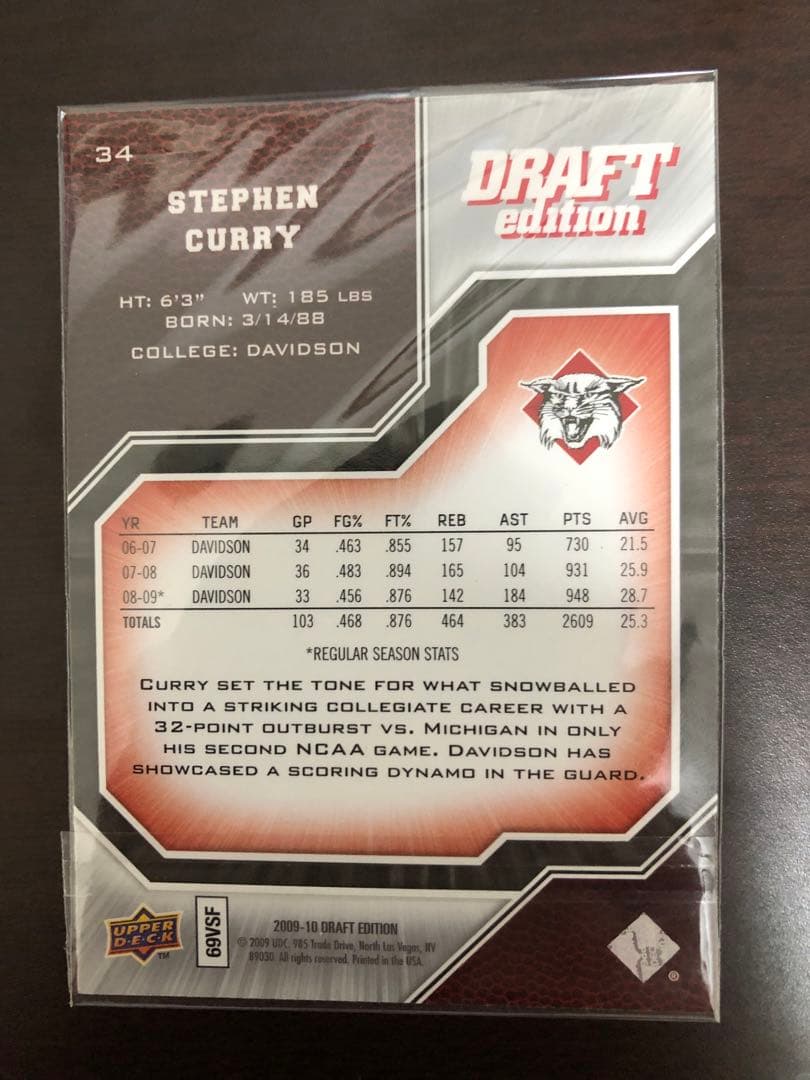 34
STEPHEN
CURRY
HT: 6'3" WT: 185 LBS
BORN: 3/14/88
COLLEGE: DAVIDSON
DRAFT
edition
YR TEAM GP FG% FT% REB AST PTS AVG
06-07 DAVIDSON 34 .463 .855 157 95 730 21.5
07-08 DAVIDSON 36 .483 .894 165 104 931 25.9
08-09* DAVIDSON 33 .456 .876 142 184 948 28.7
TOTALS 103 .468 .876 464 383 2609 25.3
*REGULAR SEASON STATS
CURRY SET THE TONE FOR WHAT SNOWBALLED
INTO A STRIKING COLLEGIATE CAREER WITH A
32-POINT OUTBURST VS. MICHIGAN IN ONLY
HIS SECOND NCAA GAME. DAVIDSON HAS
SHOWCASED A SCORING DYNAMO IN THE GUARD.
UPPER
D·E·C·K
TM
69VSF
2009-10 DRAFT EDITION
© 2009 UDC, 985 Trade Drive, North Las Vegas, NV
89030. All rights reserved. Printed in the USA.
®